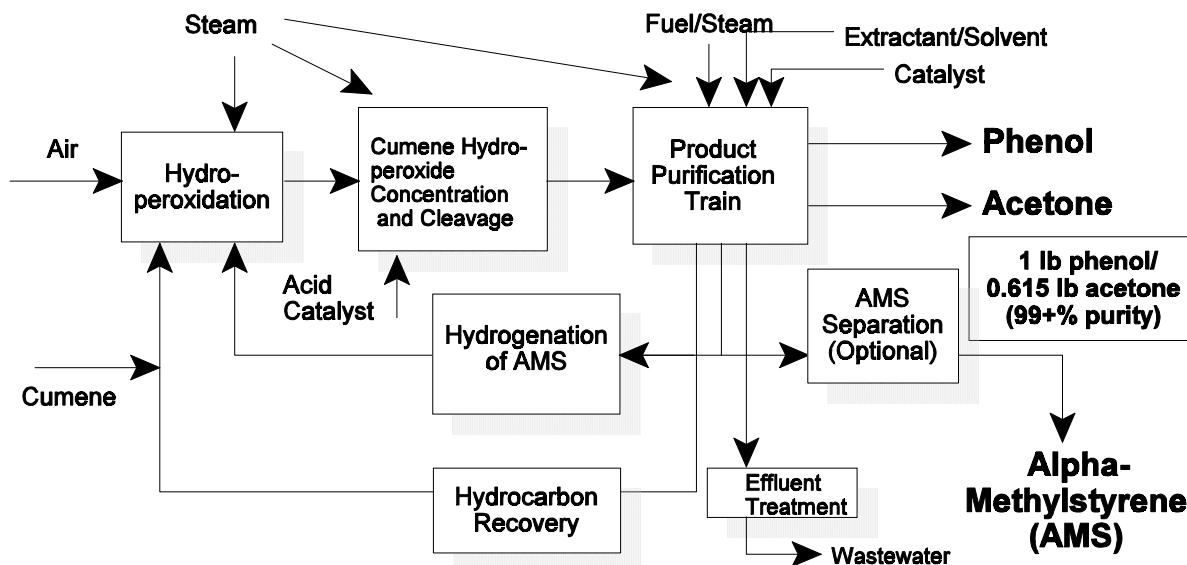 Steam
Fuel/Steam
Extractant/Solvent
Catalyst
Air
Hydro-
peroxidation
Cumene Hydro-
peroxide
Concentration
and Cleavage
Product
Purification
Train
Phenol
Acetone
1 lb phenol/
0.615 lb acetone
(99+% purity)
Acid
Catalyst
Hydrogenation
of AMS
AMS
Separation
(Optional)
Cumene
Hydrocarbon
Recovery
Effluent
Treatment
Alpha-
Methylstyrene
(AMS)
Wastewater